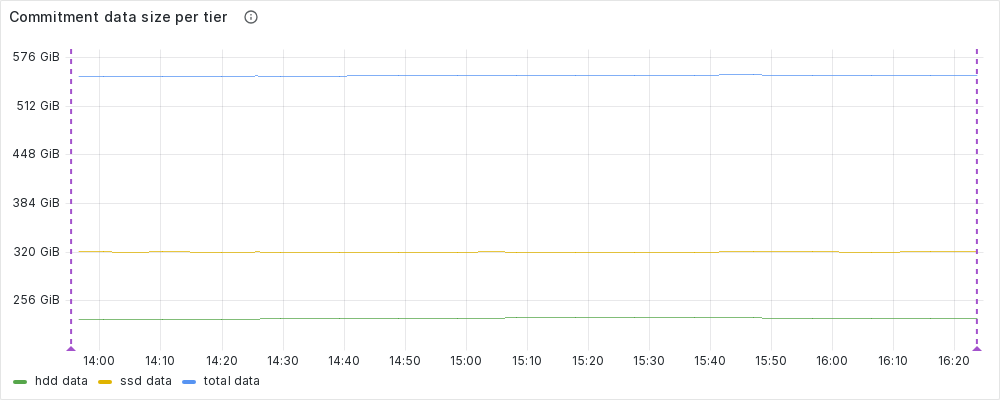 Commitment data size per tier
576 GiB
512 GiB
448 GiB
384 GiB
320 GiB
256 GiB
14:00 14:10 14:20 14:30 14:40 14:50 15:00 15:10 15:20 15:30 15:40 15:50 16:00 16:10 16:20
hdd data ssd data total data